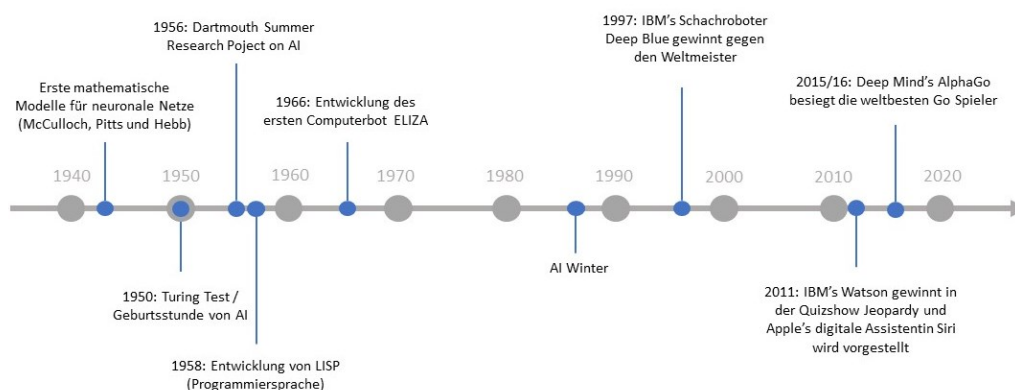 1956: Dartmouth Summer
Research Poject on AI
1997: IBM's Schachroboter
Deep Blue gewinnt gegen
den Weltmeister
Erste mathematische
Modelle für neuronale Netze
(McCulloch, Pitts und Hebb)
1966: Entwicklung des
ersten Computerbot ELIZA
2015/16: Deep Mind's AlphaGo
besiegt die weltbesten Go Spieler
1940
1950
1960
1970
1980
1990
2000
2010
2020
1950: Turing Test /
Geburtsstunde von AI
1958: Entwicklung von LISP
(Programmiersprache)
AI Winter
2011: IBM's Watson gewinnt in
der Quizshow Jeopardy und
Apple's digitale Assistentin Siri
wird vorgestellt